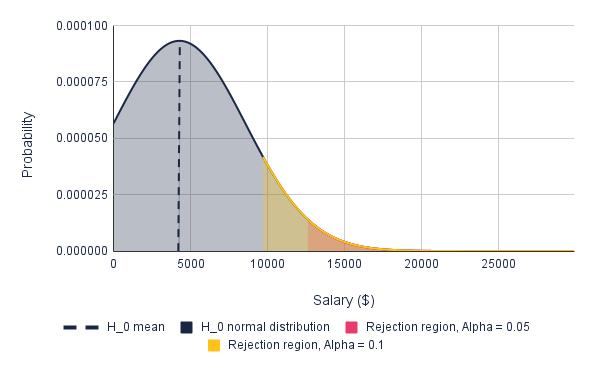 0.000100
0.000075
0.000050
0.000025
0.000000
Probability
0
5000
10000
15000
20000
25000
Salary ($)
H_0 mean
H_0 normal distribution
Rejection region, Alpha = 0.05
Rejection region, Alpha = 0.1